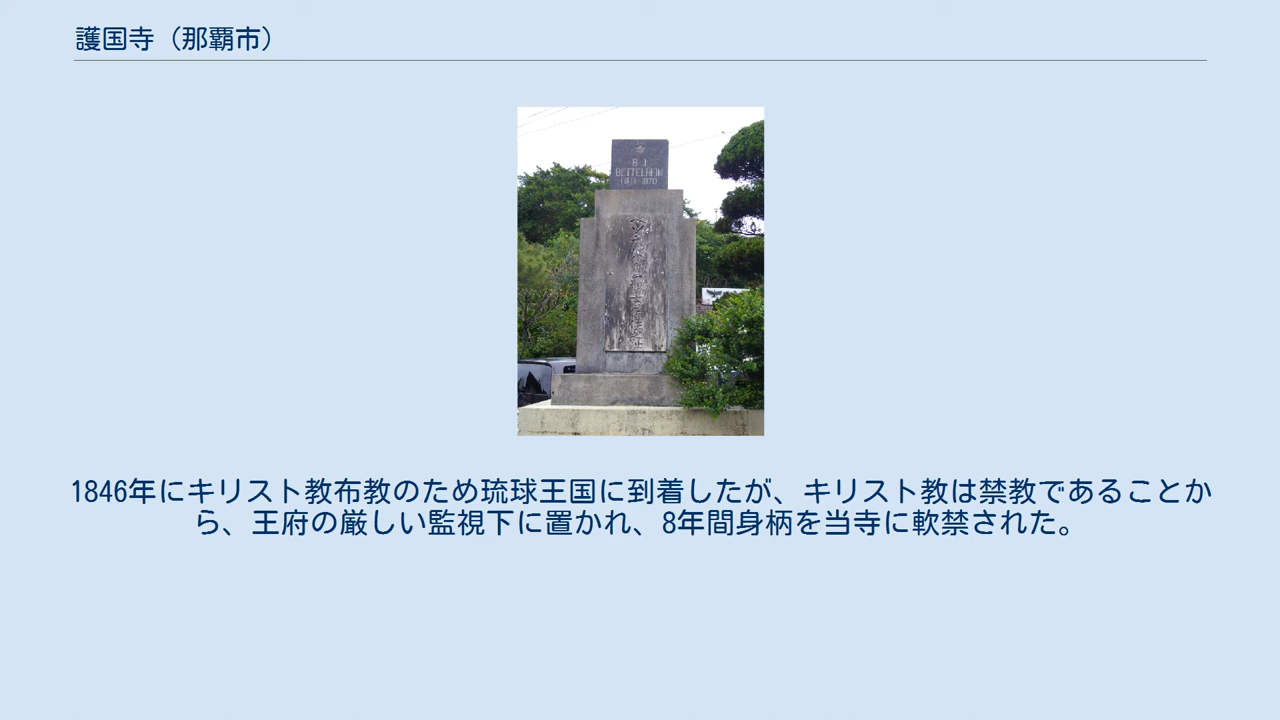 護国寺（那覇市）
B J
BETTELHEIM
1846年にキリスト教布教のため琉球王国に到着したが、キリスト教は禁教であることか
ら、王府の厳しい監視下に置かれ、8年間身柄を当寺に軟禁された。